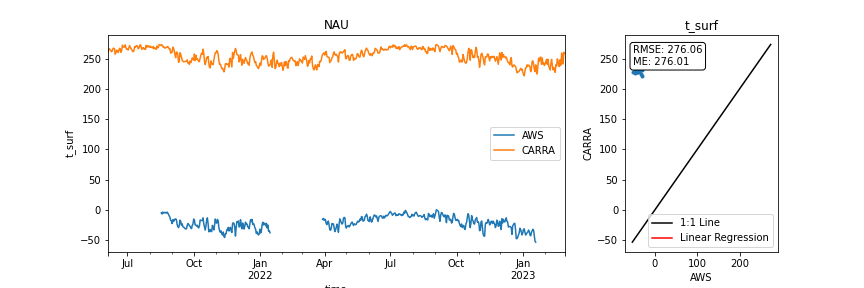 NAU
t_surf
250
200
150
100
50
0
−50
t_surf
AWS
CARRA
Jul
Oct
Jan
2022
Apr
Jul
Oct
Jan
2023
RMSE: 276.06
ME: 276.01
250
200
150
100
50
0
−50
CARRA
1:1 Line
Linear Regression
0
100
200
AWS